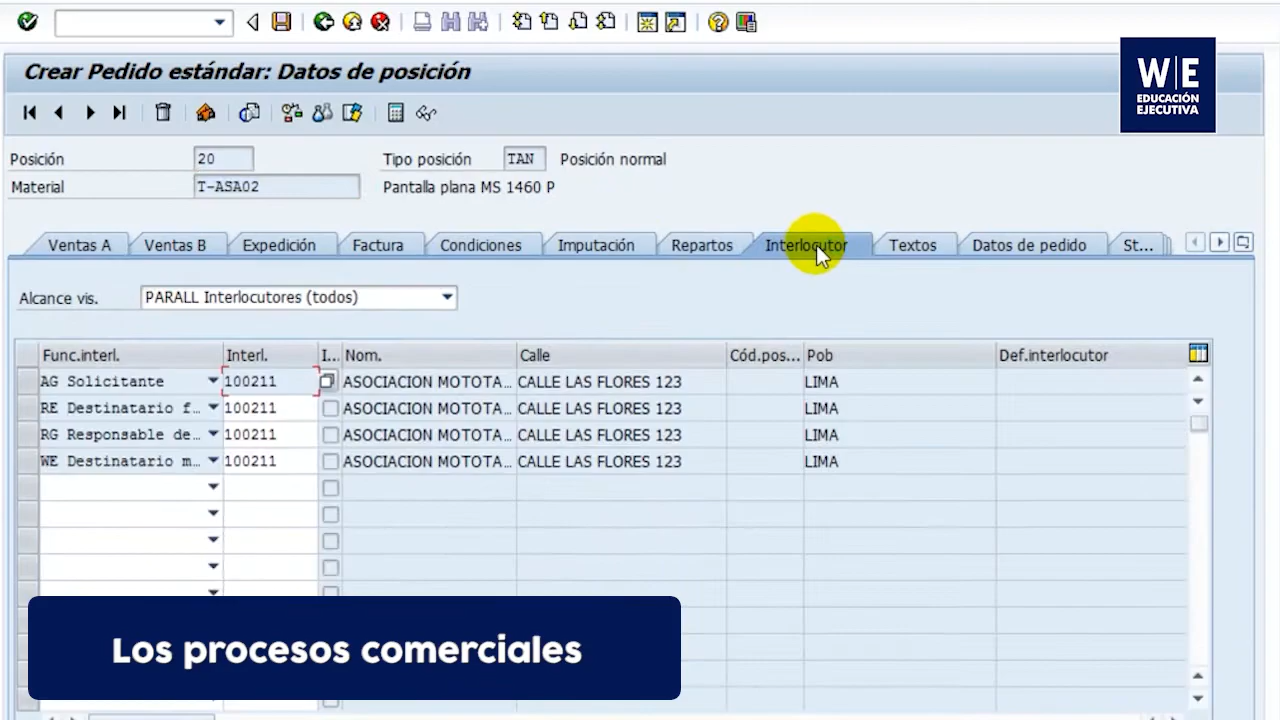 Crear Pedido estándar: Datos de posición
W|E
EDUCACIÓN
EJECUTIVA
Posición 20 Tipo posición TAN Posición normal
Material T-ASA02 Pantalla plana MS 1460 P
Ventas A Ventas B Expedición Factura Condiciones Imputación Repartos Interlocutor Textos Datos de pedido St...
Alcance vis. PARALL Interlocutores (todos)
Func.interl. Interl. I... Nom. Calle Cód.pos... Pob Def.interlocutor
AG Solicitante 100211 ASOCIACION MOTOTA... CALLE LAS FLORES 123 LIMA
RE Destinatario f... 100211 ASOCIACION MOTOTA... CALLE LAS FLORES 123 LIMA
RG Responsable de... 100211 ASOCIACION MOTOTA... CALLE LAS FLORES 123 LIMA
WE Destinatario m... 100211 ASOCIACION MOTOTA... CALLE LAS FLORES 123 LIMA
Los procesos comerciales